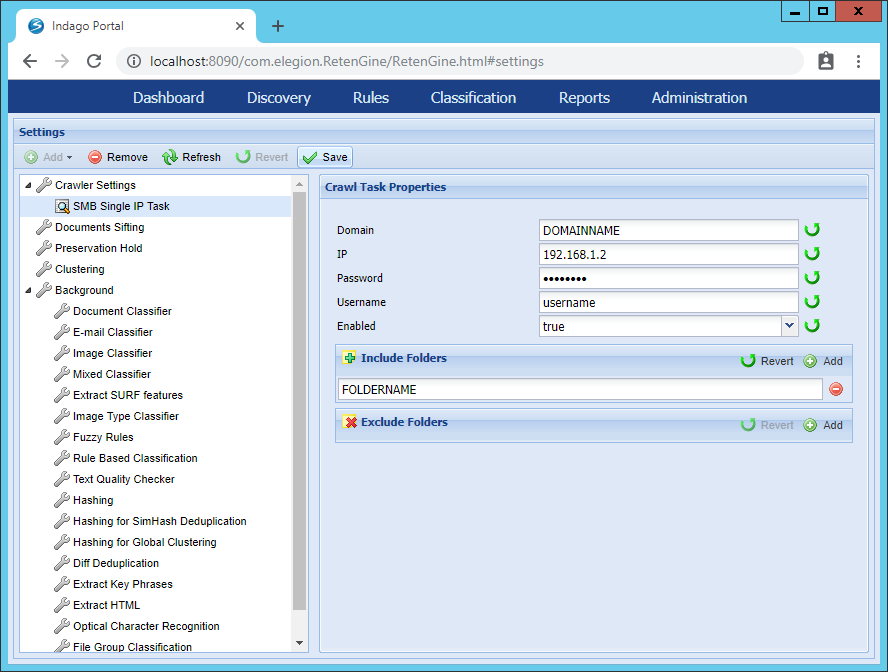 Indago Portal
localhost:8090/com.elegion.RetenGine/RetenGine.html#settings
Dashboard Discovery Rules Classification Reports Administration
Settings
Add Remove Refresh Revert Save
Crawler Settings
SMB Single IP Task
Documents Sifting
Preservation Hold
Clustering
Background
Document Classifier
E-mail Classifier
Image Classifier
Mixed Classifier
Extract SURF features
Image Type Classifier
Fuzzy Rules
Rule Based Classification
Text Quality Checker
Hashing
Hashing for SimHash Deduplication
Hashing for Global Clustering
Diff Deduplication
Extract Key Phrases
Extract HTML
Optical Character Recognition
File Group Classification
Crawl Task Properties
Domain DOMAINNAME
IP 192.168.1.2
Password ••••••••
Username username
Enabled true
Include Folders Revert Add
FOLDERNAME
Exclude Folders Revert Add